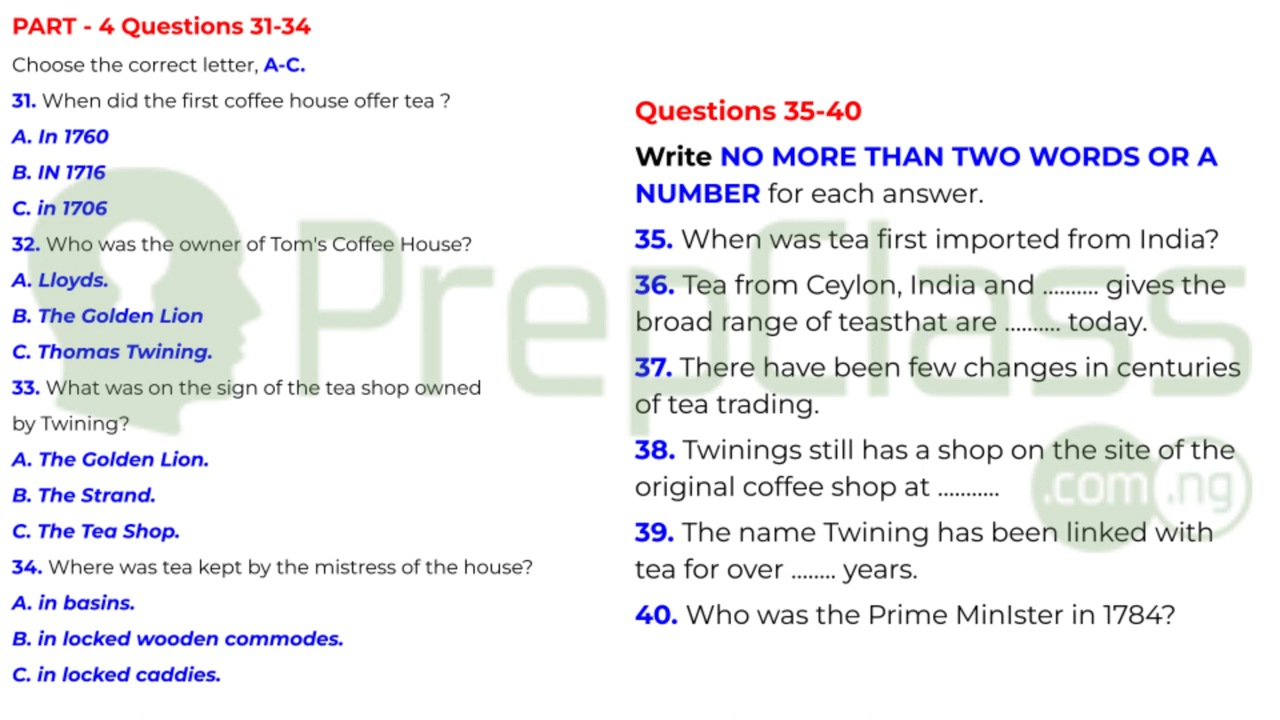 PART - 4 Questions 31-34
Choose the correct letter, A-C.
31. When did the first coffee house offer tea ?
A. In 1760
B. IN 1716
C. in 1706
32. Who was the owner of Tom's Coffee House?
A. Lloyds.
B. The Golden Lion
C. Thomas Twining.
33. What was on the sign of the tea shop owned
by Twining?
A. The Golden Lion.
B. The Strand.
C. The Tea Shop.
34. Where was tea kept by the mistress of the house?
A. in basins.
B. in locked wooden commodes.
C. in locked caddies.
Questions 35-40
Write NO MORE THAN TWO WORDS OR A
NUMBER for each answer.
35. When was tea first imported from India?
36. Tea from Ceylon, India and .......... gives the
broad range of teasthat are .......... today.
37. There have been few changes in centuries
of tea trading.
38. Twinings still has a shop on the site of the
original coffee shop at ...........
39. The name Twining has been linked with
tea for over ........ years.
40. Who was the Prime MinIster in 1784?
PrepClass
.com .ng